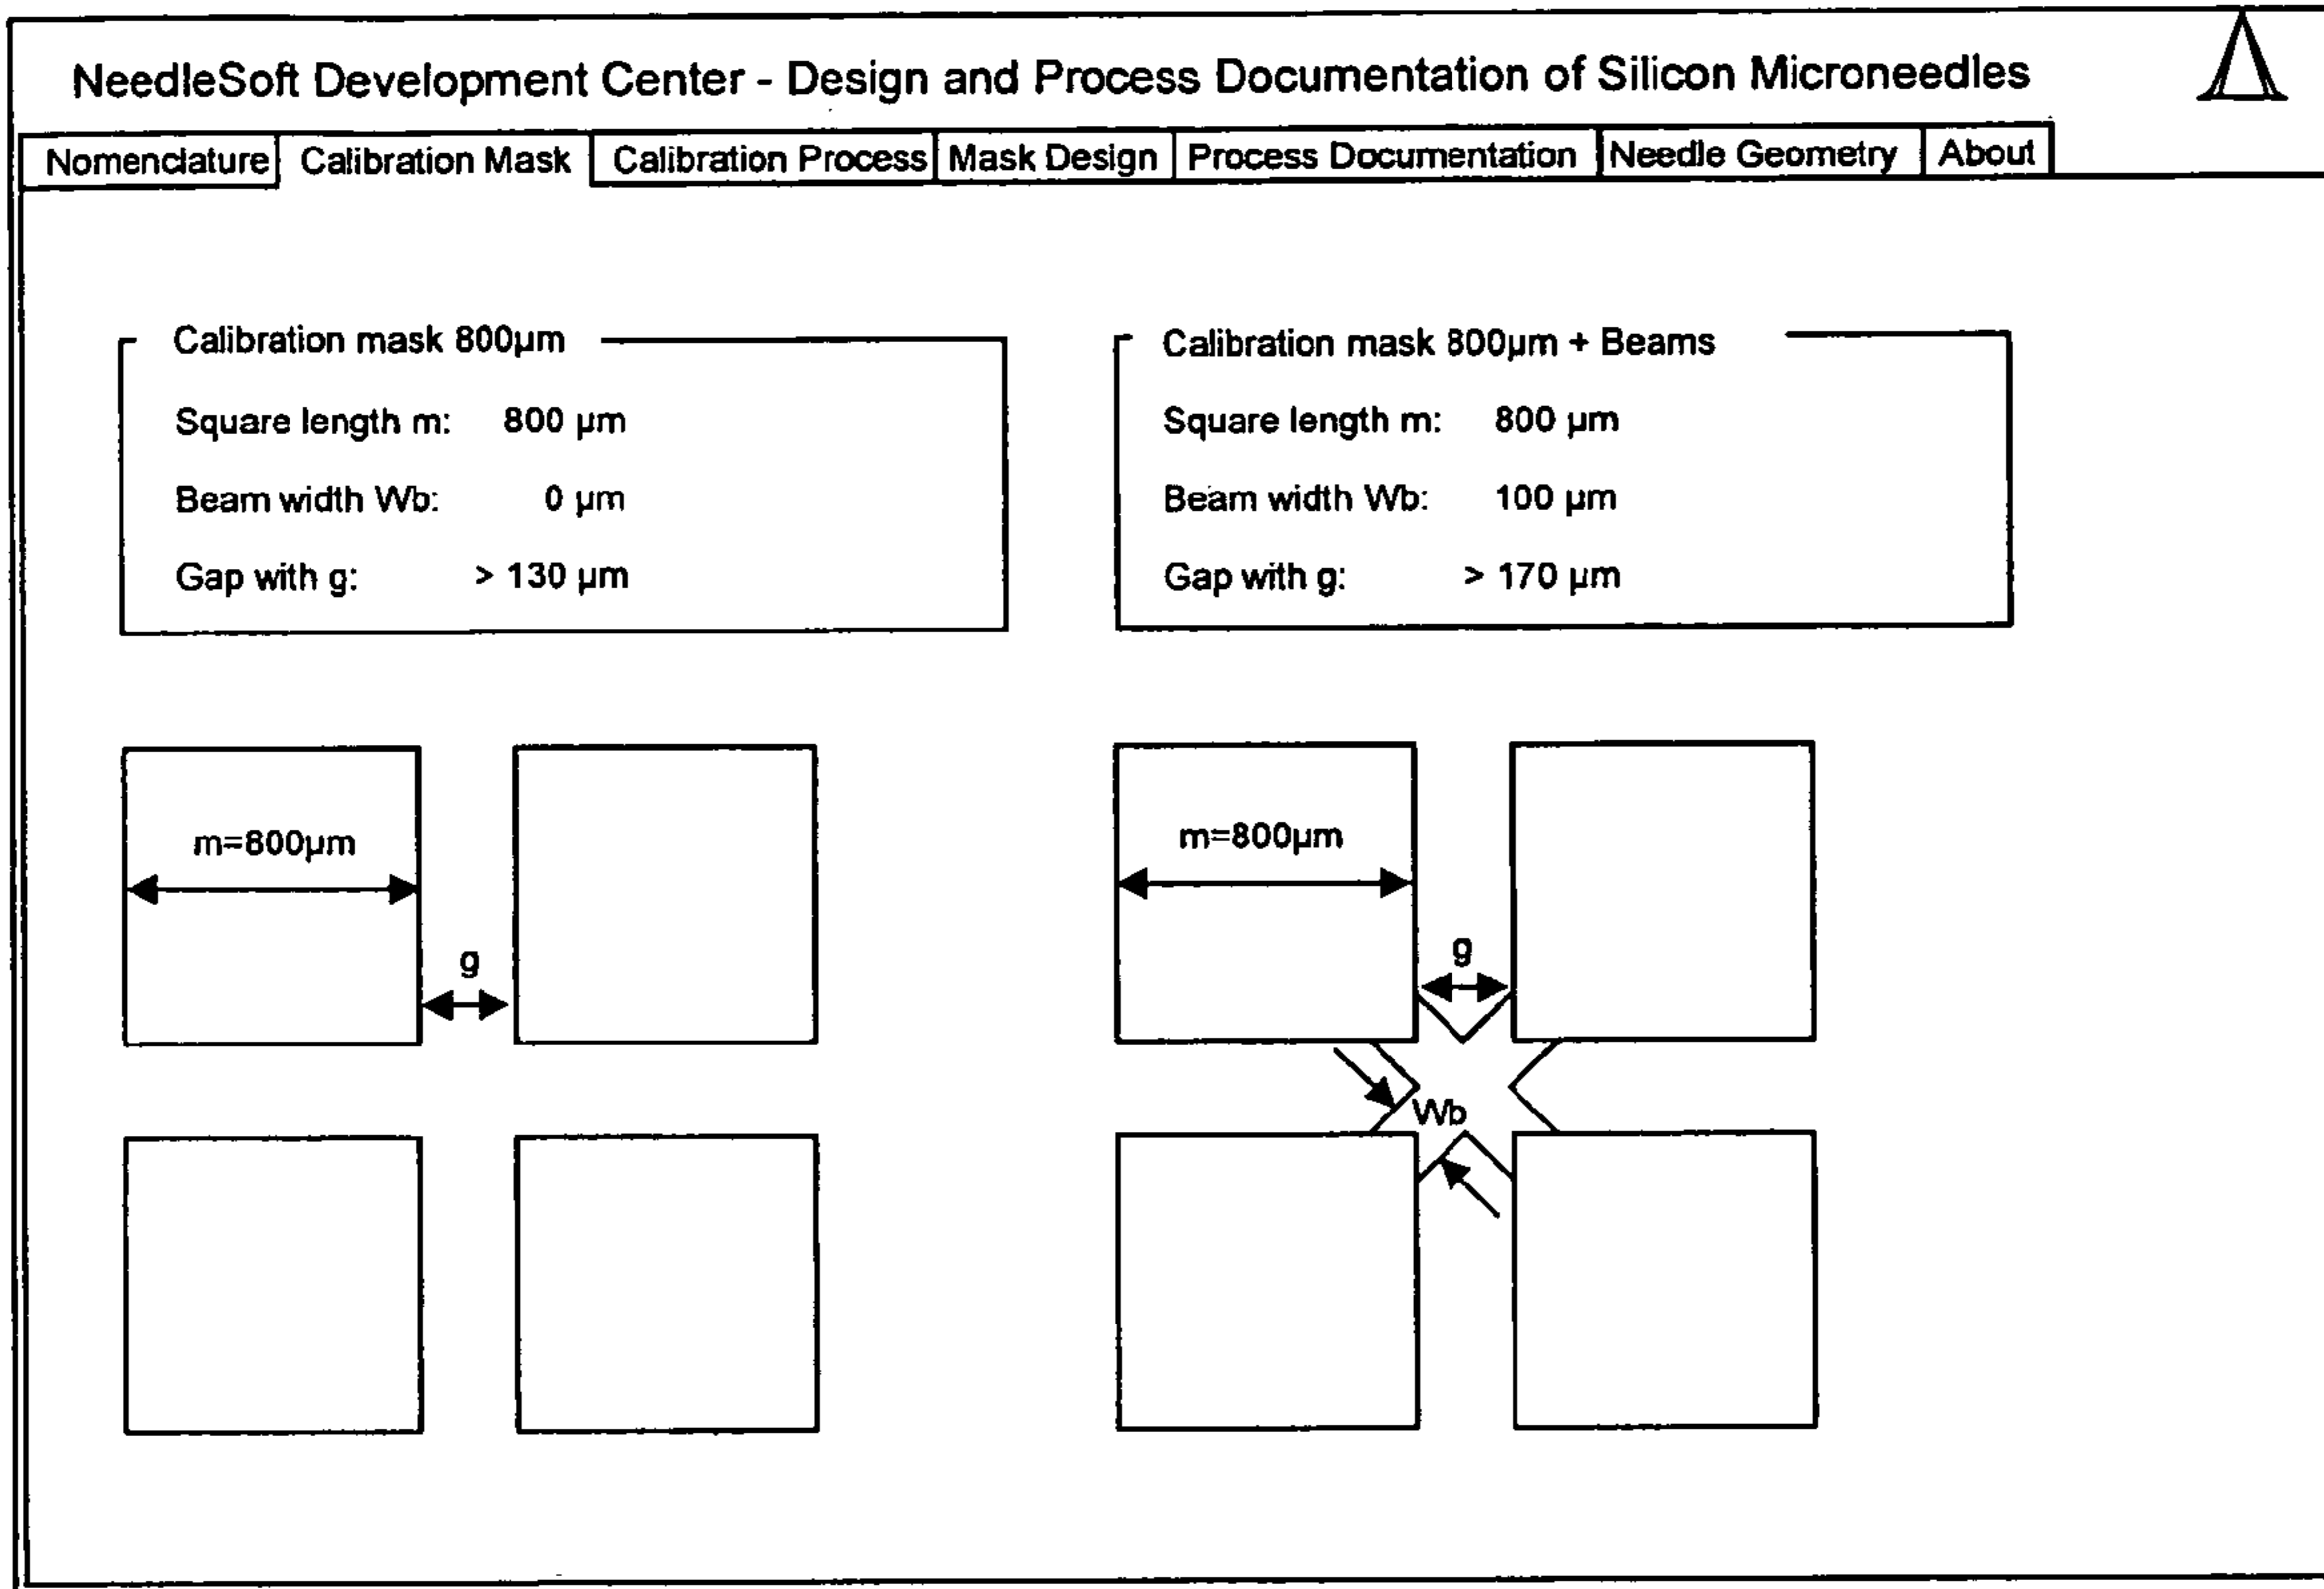 NeedleSoft Development Center - Design and Process Documentation of Silicon Microneedles
Nomenclature Calibration Mask Calibration Process Mask Design Process Documentation Needle Geometry About
Calibration mask 800µm
Square length m: 800 µm
Beam width Wb: 0 µm
Gap with g: > 130 µm
Calibration mask 800µm + Beams
Square length m: 800 µm
Beam width Wb: 100 µm
Gap with g: > 170 µm
m=800µm
g
m=800µm
g
Wb